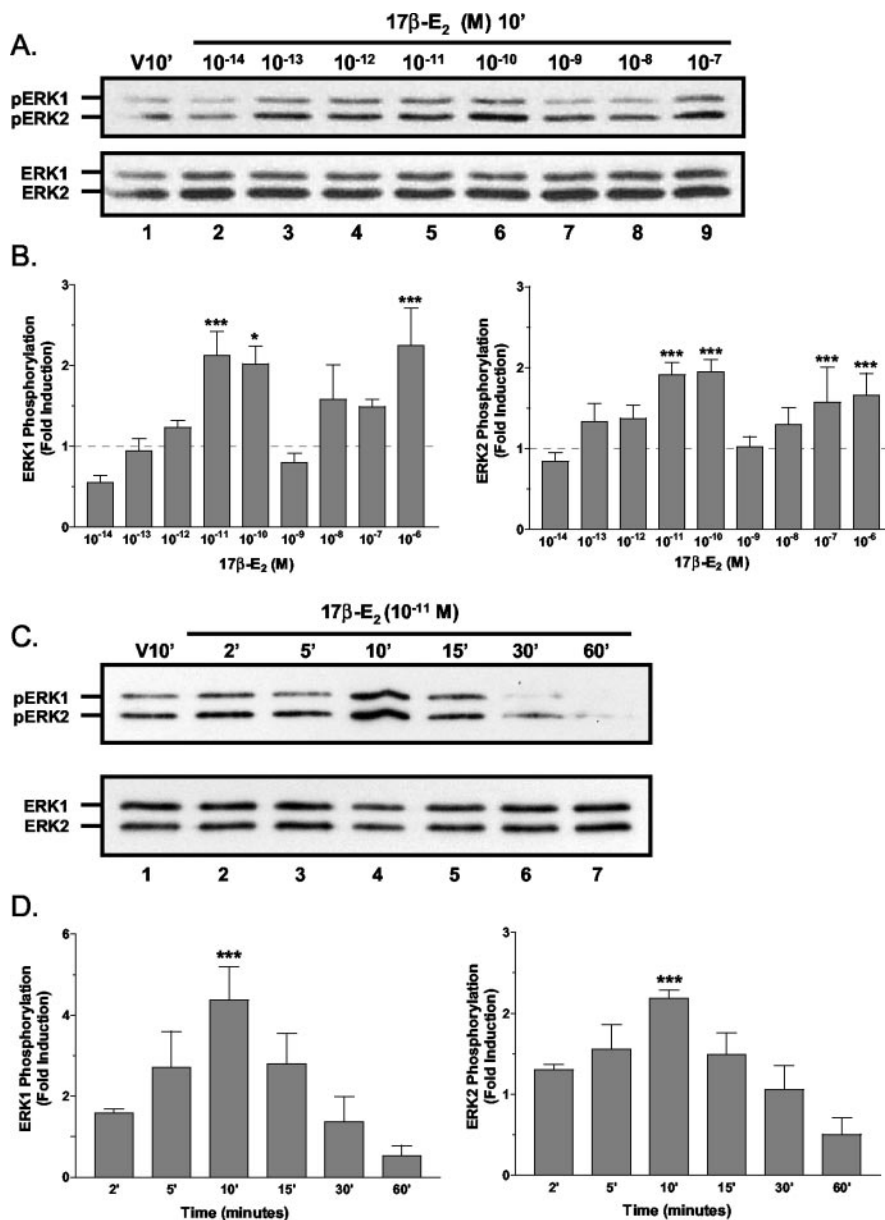 17β-E₂ (M) 10'
A.
V10' 10⁻¹⁴ 10⁻¹³ 10⁻¹² 10⁻¹¹ 10⁻¹⁰ 10⁻⁹ 10⁻⁸ 10⁻⁷
pERK1
pERK2
ERK1
ERK2
1 2 3 4 5 6 7 8 9
B.
ERK1 Phosphorylation
(Fold Induction)
3
2
1
0
*** * ***
10⁻¹⁴ 10⁻¹³ 10⁻¹² 10⁻¹¹ 10⁻¹⁰ 10⁻⁹ 10⁻⁸ 10⁻⁷ 10⁻⁶
17β-E₂ (M)
ERK2 Phosphorylation
(Fold Induction)
3
2
1
0
*** *** *** ***
10⁻¹⁴ 10⁻¹³ 10⁻¹² 10⁻¹¹ 10⁻¹⁰ 10⁻⁹ 10⁻⁸ 10⁻⁷ 10⁻⁶
17β-E₂ (M)
17β-E₂ (10⁻¹¹ M)
C.
V10' 2' 5' 10' 15' 30' 60'
pERK1
pERK2
ERK1
ERK2
1 2 3 4 5 6 7
D.
ERK1 Phosphorylation
(Fold Induction)
6
4
2
0
***
2' 5' 10' 15' 30' 60'
Time (minutes)
ERK2 Phosphorylation
(Fold Induction)
3
2
1
0
***
2' 5' 10' 15' 30' 60'
Time (minutes)